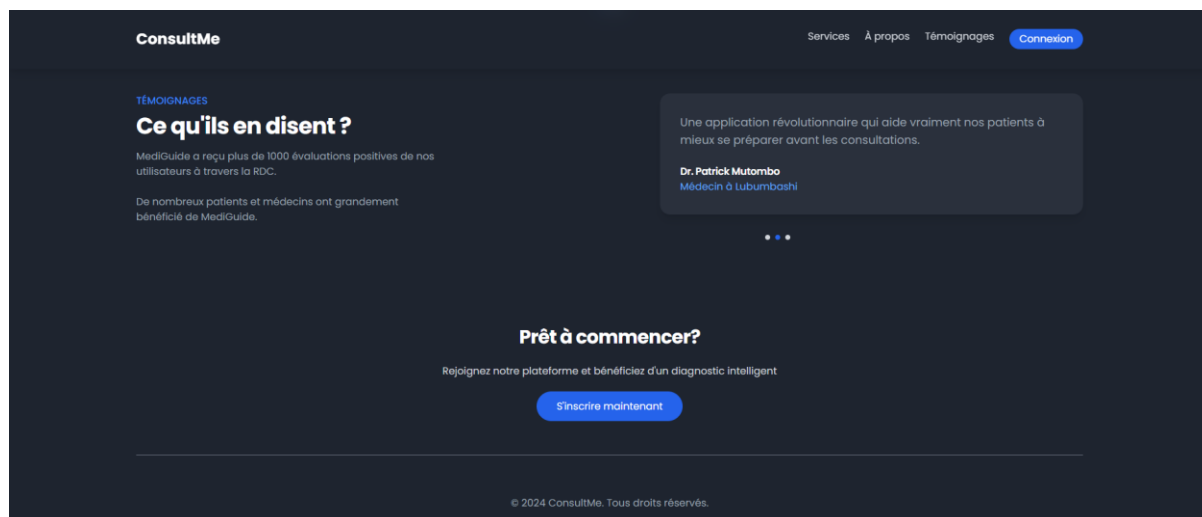 ConsultMe
Services À propos Témoignages Connexion
TÉMOIGNAGES
Ce qu'ils en disent ?
MediGuide a reçu plus de 1000 évaluations positives de nos
utilisateurs à travers la RDC.
De nombreux patients et médecins ont grandement
bénéficié de MediGuide.
Une application révolutionnaire qui aide vraiment nos patients à
mieux se préparer avant les consultations.
Dr. Patrick Mutombo
Médecin à Lubumbashi
Prêt à commencer?
Rejoignez notre plateforme et bénéficiez d'un diagnostic intelligent
S'inscrire maintenant
© 2024 ConsultMe. Tous droits réservés.